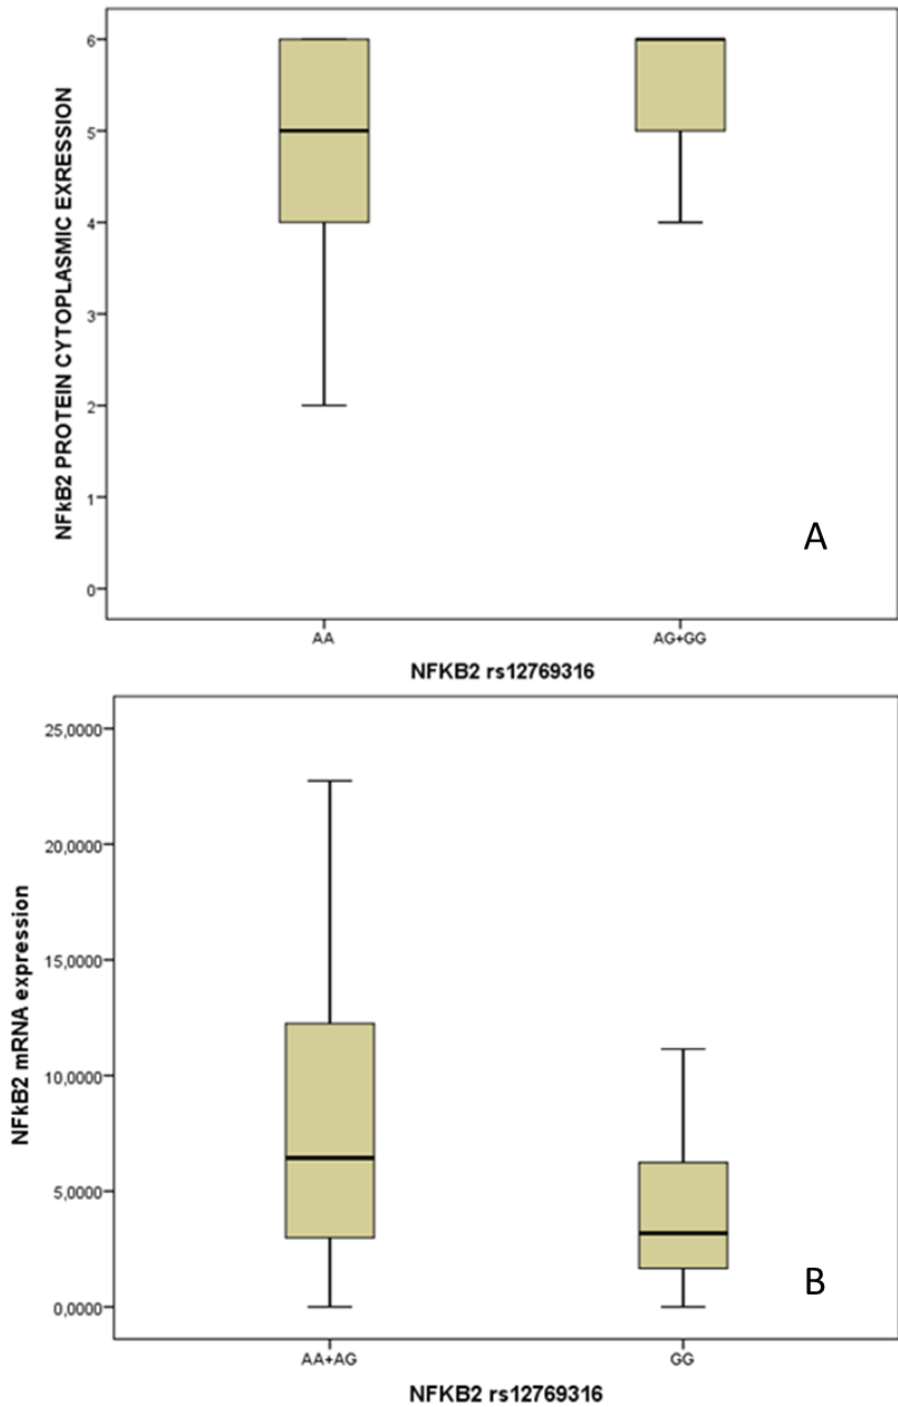 NFkB2 PROTEIN CYTOPLASMIC EXRESSION
6
5
4
3
2
1
0
A
AA AG+GG
NFKB2 rs12769316
NFkB2 mRNA expression
25,0000
20,0000
15,0000
10,0000
5,0000
0,0000
B
AA+AG GG
NFKB2 rs12769316